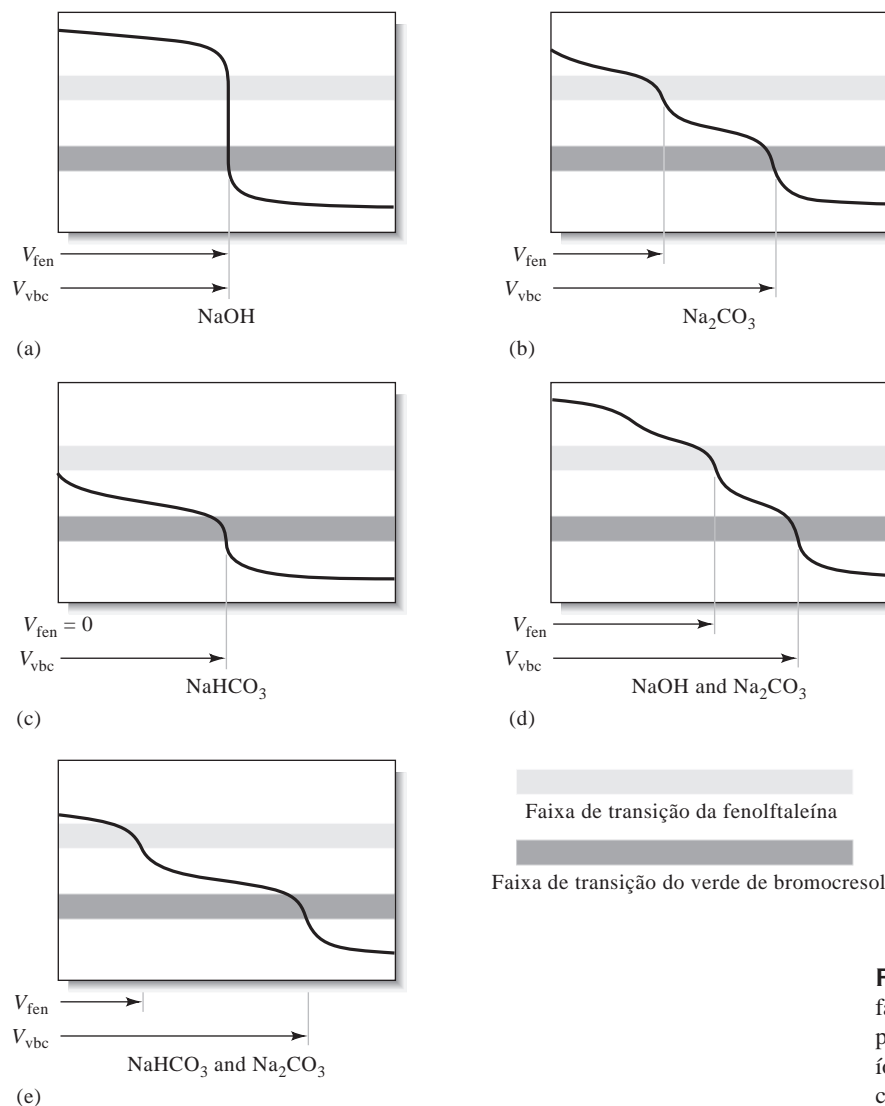 V_fen
V_vbc
NaOH
(a)
V_fen
V_vbc
Na₂CO₃
(b)
V_fen = 0
V_vbc
NaHCO₃
(c)
V_fen
V_vbc
NaOH and Na₂CO₃
(d)
V_fen
V_vbc
NaHCO₃ and Na₂CO₃
(e)
Faixa de transição da fenolftaleína
Faixa de transição do verde de bromocresol